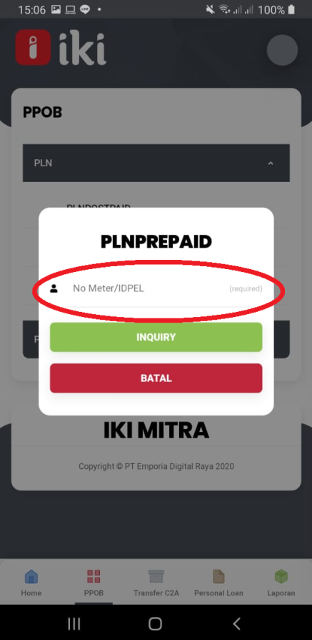 15:06 100%
iki
PPOB
PLN
PLNPOSTPAID
PLNPREPAID
No Meter/IDPEL (required)
INQUIRY
P
BATAL
IKI MITRA
Copyright © PT Emporia Digital Raya 2020
Home PPOB Transfer C2A Personal Loan Laporan